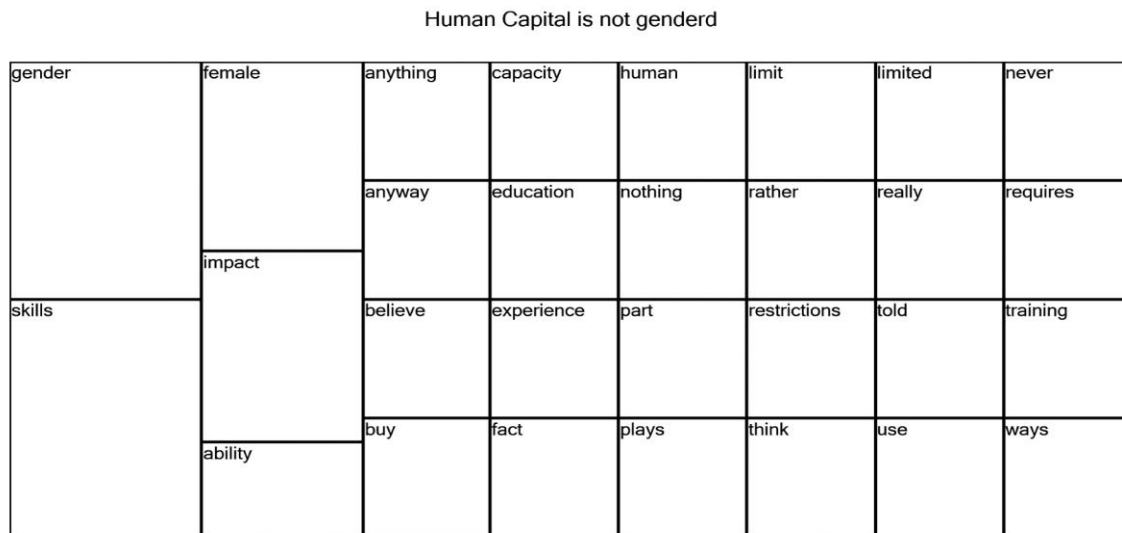 Human Capital is not genderd
gender female anything capacity human limit limited never
anyway education nothing rather really requires
impact
skills believe experience part restrictions told training
buy fact plays think use ways
ability